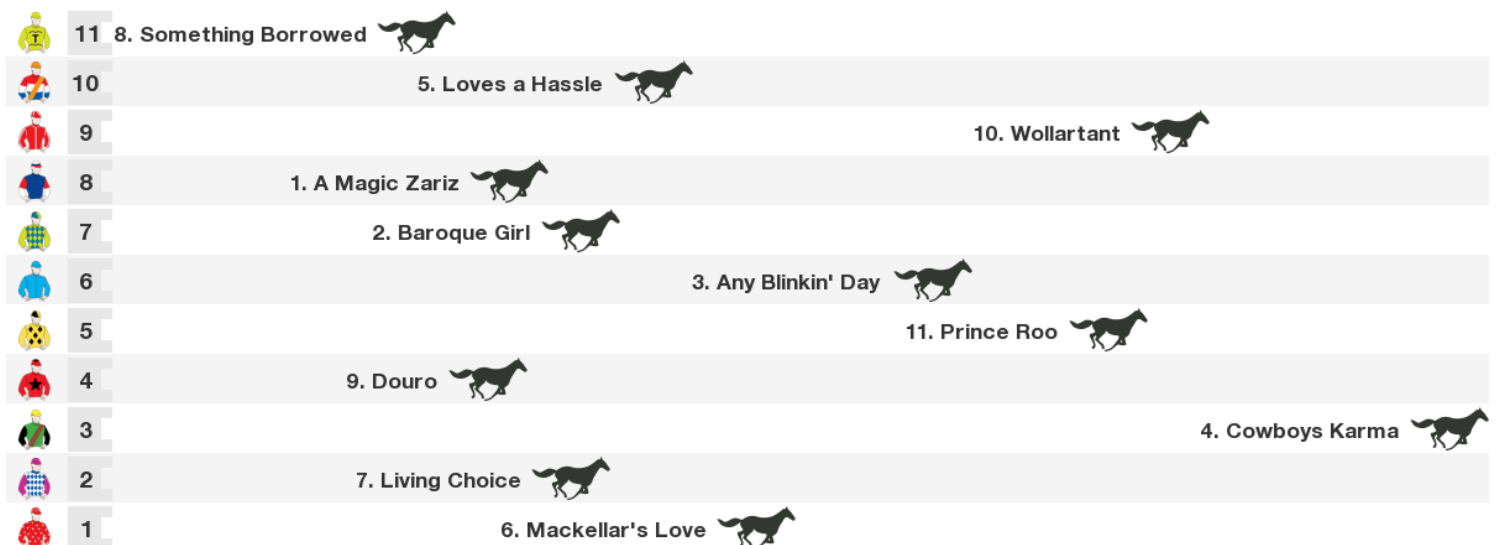 11 8. Something Borrowed
10 5. Loves a Hassle
9 10. Wollartant
8 1. A Magic Zariz
7 2. Baroque Girl
6 3. Any Blinkin' Day
5 11. Prince Roo
4 9. Douro
3 4. Cowboys Karma
2 7. Living Choice
1 6. Mackellar's Love